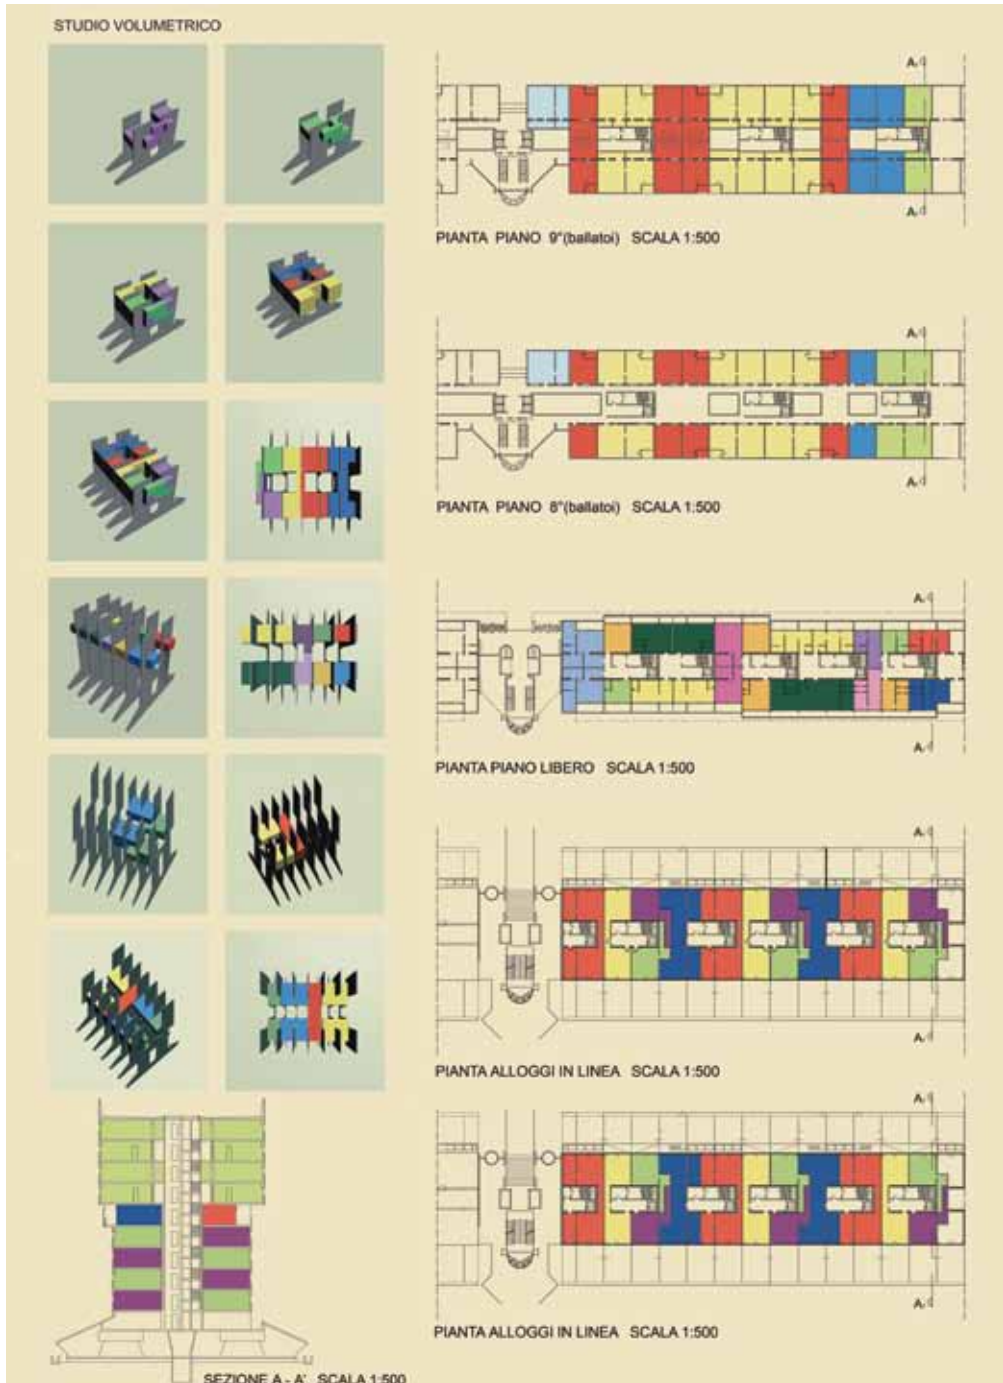 STUDIO VOLUMETRICO
A
A
PIANTA PIANO 9°(ballatoi) SCALA 1:500
A
A
PIANTA PIANO 8°(ballatoi) SCALA 1:500
A
A
PIANTA PIANO LIBERO SCALA 1:500
A
A
PIANTA ALLOGGI IN LINEA SCALA 1:500
A
A
PIANTA ALLOGGI IN LINEA SCALA 1:500
SEZIONE A - A' SCALA 1:500